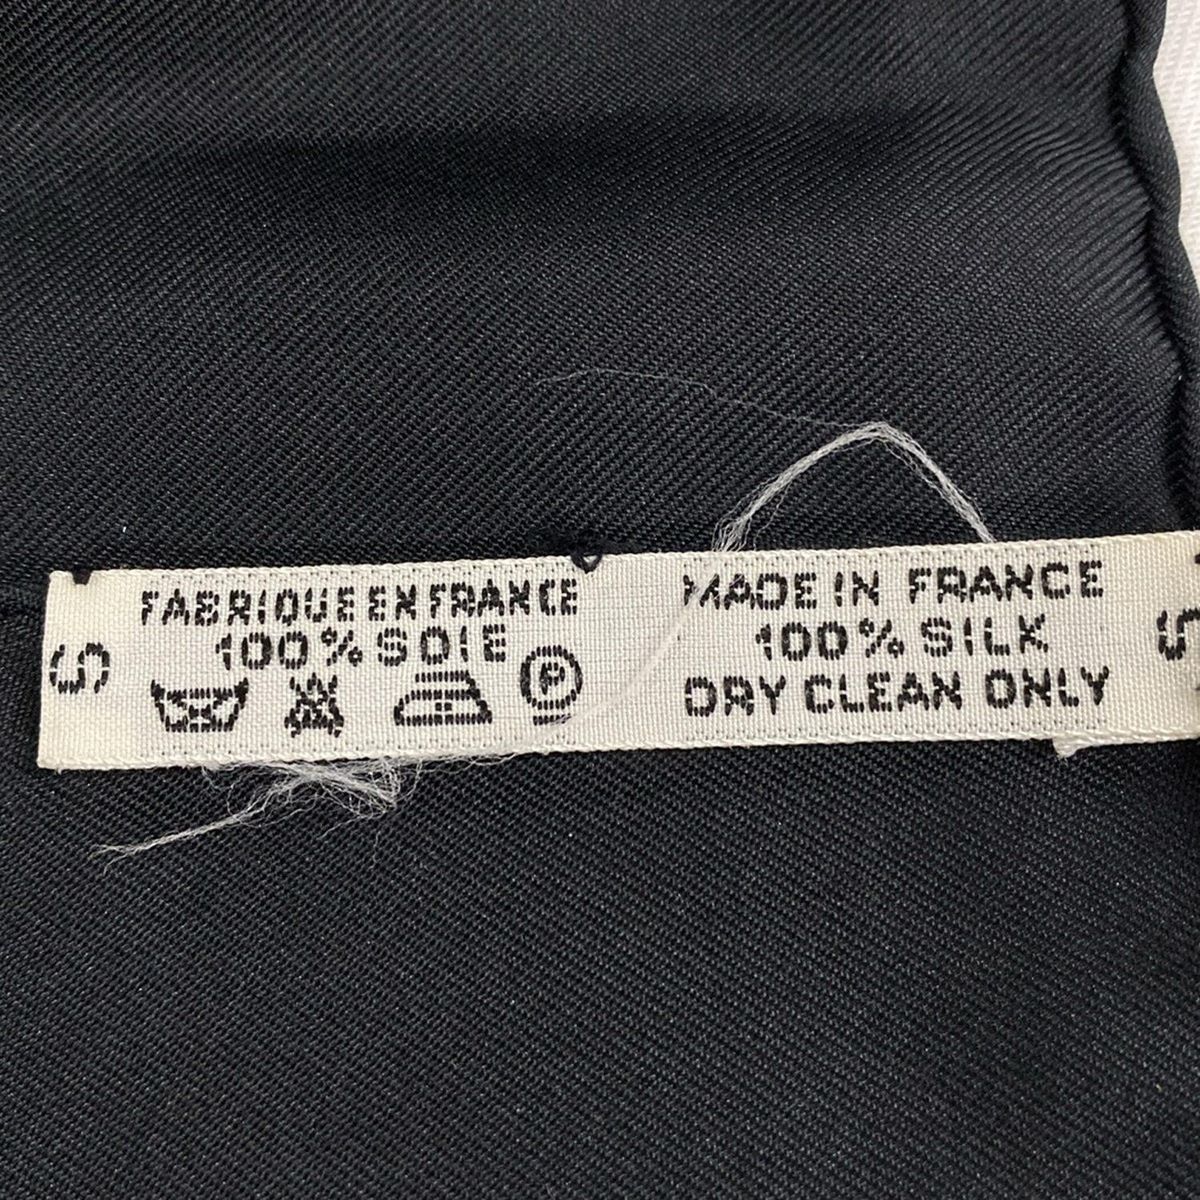 S
FABRIQUE EN FRANCE
100% SOIE
P
MADE IN FRANCE
100% SILK
DRY CLEAN ONLY
S